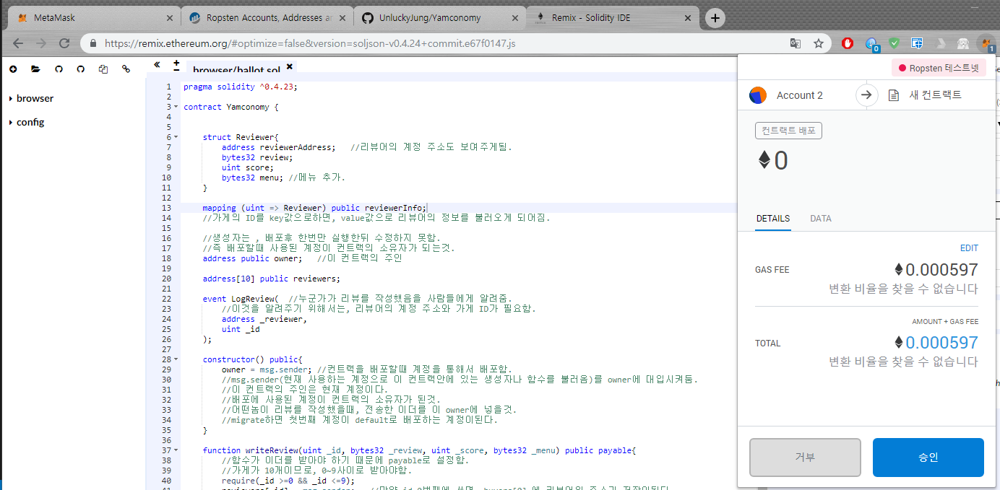 MetaMask
Ropsten Accounts, Addresses a
UnluckyJung/Yamconomy
Remix - Solidity IDE
https://remix.ethereum.org/#optimize=false&version=soljson-v0.4.24+commit.e67f0147.js
browser
config
browser/ballot.sol
1 pragma solidity ^0.4.23;
2
3 contract Yamconomy {
4
5
6 struct Reviewer{
7 address reviewerAddress; //리뷰어의 계정 주소도 보여주게됨.
8 bytes32 review;
9 uint score;
10 bytes32 menu; //메뉴 추가.
11 }
12
13 mapping (uint => Reviewer) public reviewerInfo;
14 //가게의 ID를 key값으로하면, value값으로 리뷰어의 정보를 불러오게 되어짐.
15
16 //생성자는 , 배포후 한번만 실행한뒤 수정하지 못함.
17 //즉 배포할때 사용된 계정이 컨트랙의 소유자가 되는것.
18 address public owner; //이 컨트랙의 주인
19
20 address[10] public reviewers;
21
22 event LogReview( //누군가가 리뷰를 작성했음을 사람들에게 알려줌.
23 //이것을 알려주기 위해서는, 리뷰어의 계정 주소와 가게 ID가 필요함.
24 address _reviewer,
25 uint _id
26 );
27
28 constructor() public{
29 owner = msg.sender; //컨트랙을 배포할때 계정을 통해서 배포함.
30 //msg.sender(현재 사용하는 계정으로 이 컨트랙안에 있는 생성자나 함수를 불러옴)를 owner에 대입시켜둠.
31 //이 컨트랙의 주인은 현재 계정이다.
32 //배포에 사용된 계정이 컨트랙의 소유자가 된것.
33 //어떤놈이 리뷰를 작성했을때, 전송한 이더를 이 owner에 넣을것.
34 //migrate하면 첫번째 계정이 default로 배포하는 계정이된다.
35 }
36
37 function writeReview(uint _id, bytes32 _review, uint _score, bytes32 _menu) public payable{
38 //함수가 이더를 받아야 하기 때문에 payable로 설정함.
39 //가게가 10개이므로, 0~9사이로 받아야함.
40 require(_id >=0 && _id <=9);
Ropsten 테스트넷
Account 2
새 컨트랙트
컨트랙트 배포
0
DETAILS
DATA
EDIT
GAS FEE
0.000597
변환 비율을 찾을 수 없습니다
AMOUNT + GAS FEE
TOTAL
0.000597
변환 비율을 찾을 수 없습니다
거부
승인